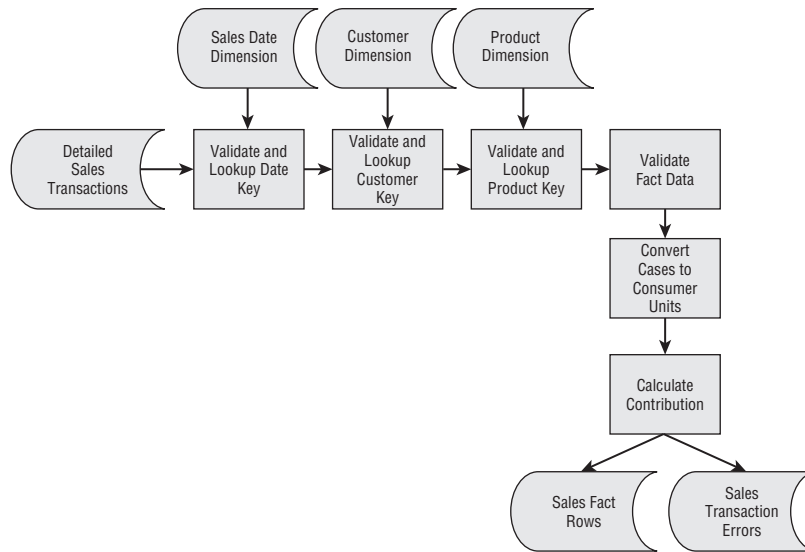 Sales Date
Dimension
Customer
Dimension
Product
Dimension
Detailed
Sales
Transactions
Validate and
Lookup Date
Key
Validate and
Lookup
Customer
Key
Validate and
Lookup
Product Key
Validate
Fact Data
Convert
Cases to
Consumer
Units
Calculate
Contribution
Sales Fact
Rows
Sales
Transaction
Errors